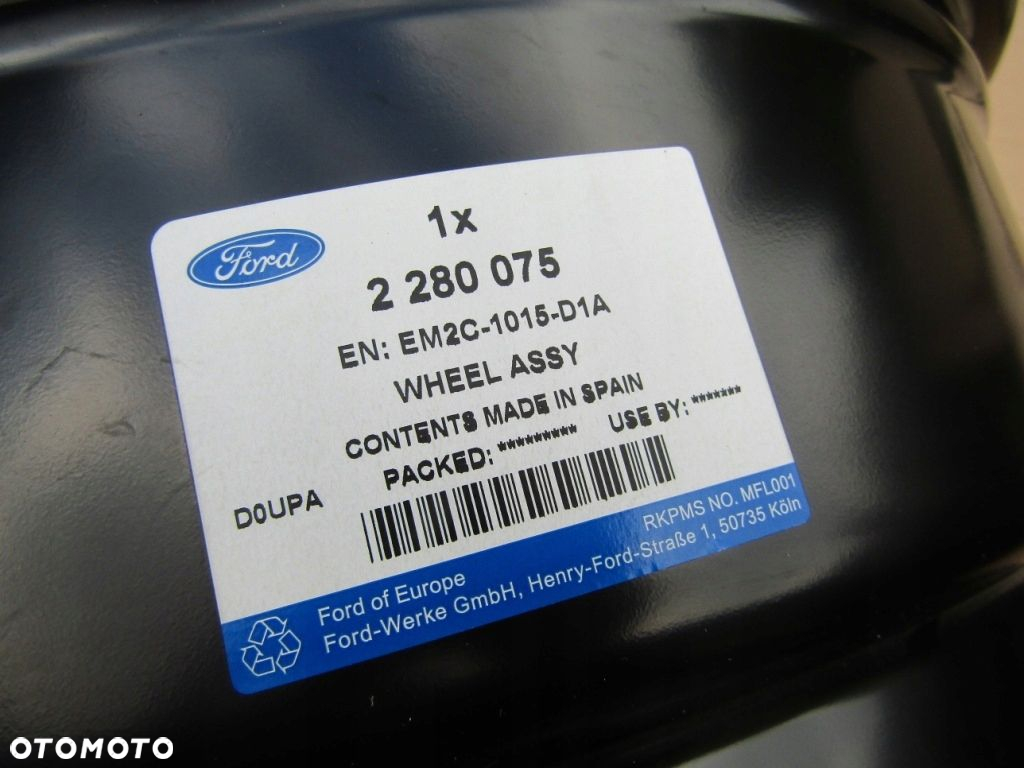 Ford
1x
2 280 075
EN: EM2C-1015-D1A
WHEEL ASSY
CONTENTS MADE IN SPAIN
PACKED: ********* USE BY: *******
D0UPA
RKPMS NO. MFL001
Ford of Europe
Ford-Werke GmbH, Henry-Ford-Straße 1, 50735 Köln
OTOMOTO